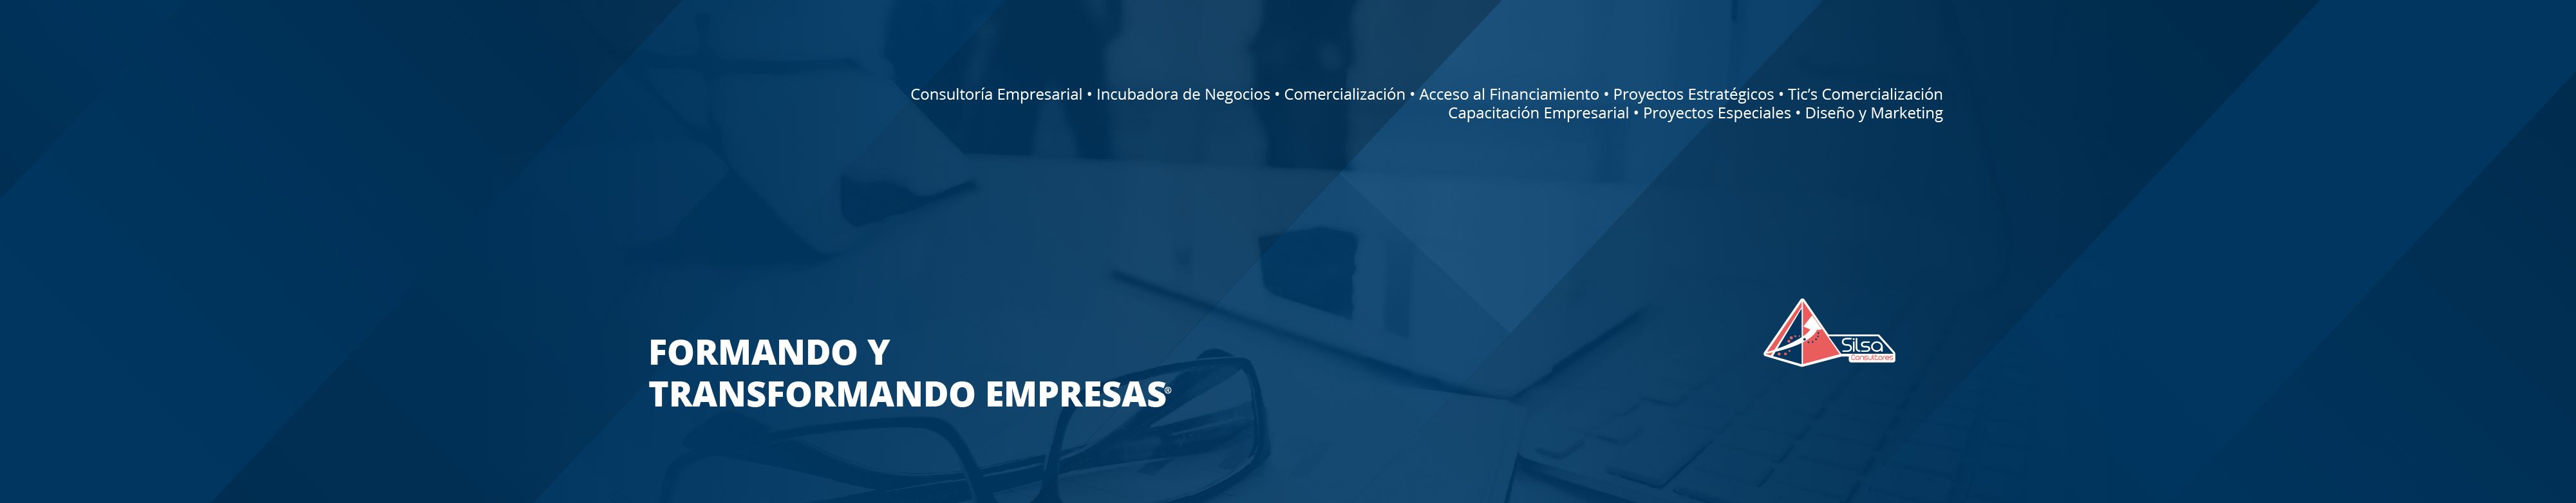 Consultoría Empresarial • Incubadora de Negocios • Comercialización • Acceso al Financiamiento • Proyectos Estratégicos • Tic’s Comercialización
Capacitación Empresarial • Proyectos Especiales • Diseño y Marketing
FORMANDO Y
TRANSFORMANDO EMPRESAS®
Silsa
Consultores